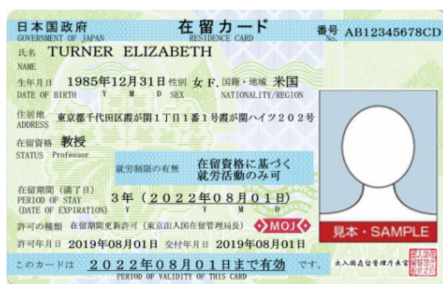 日本国政府 在留カード 番号 AB12345678CD
GOVERNMENT OF JAPAN RESIDENCE CARD No.
氏名 TURNER ELIZABETH
NAME
生年月日 1985年12月31日 性別 女 F. 国籍・地域 米国
DATE OF BIRTH Y M D SEX NATIONALITY/REGION
住居地 東京都千代田区霞が関1丁目1番1号霞が関ハイツ202号
ADDRESS
在留資格 教授
STATUS Professor
就労制限の有無 在留資格に基づく
就労活動のみ可
在留期間(満了日) 3年(2022年08月01日)
PERIOD OF STAY
(DATE OF EXPIRATION) Y Y M D
許可の種類 在留期間更新許可(東京出入国在留管理局長) MOJ
許可年月日 2019年08月01日 交付年月日 2019年08月01日
見本・SAMPLE
このカードは 2022年08月01日まで有効 です。
PERIOD OF VALIDITY OF THIS CARD
出入国在留管理庁長官